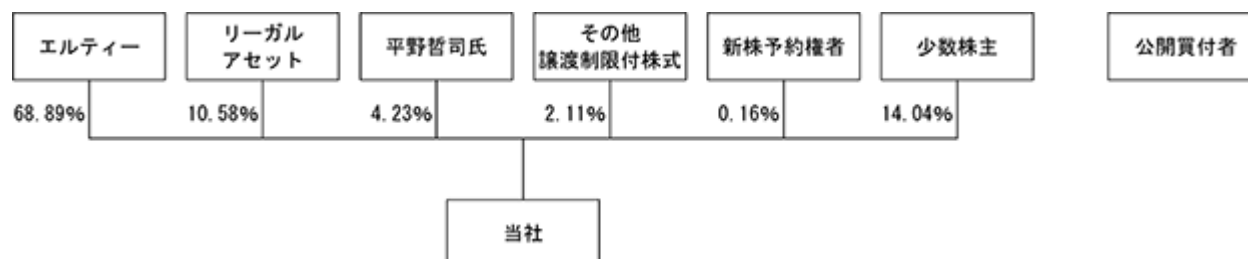 エルティー
リーガル
アセット
平野哲司氏
その他
譲渡制限付株式
新株予約権者
少数株主
公開買付者
68.89%
10.58%
4.23%
2.11%
0.16%
14.04%
当社